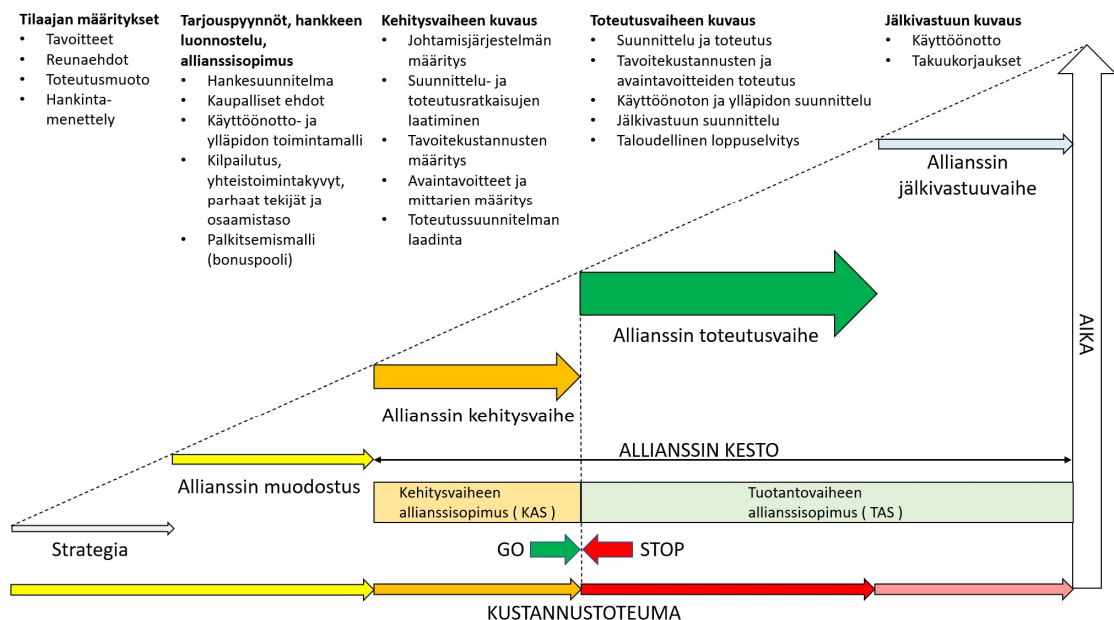 Tilaajan määritykset
• Tavoitteet
• Reunaehdot
• Toteutusmuoto
• Hankinta-
menettely
Tarjouspyynnöt, hankkeen
luonnostelu,
allianssisopimus
• Hankesuunnitelma
• Kaupalliset ehdot
• Käyttöönotto- ja
ylläpidon toimintamalli
• Kilpailutus,
yhteistoimintakyvyt,
parhaat tekijät ja
osaamistaso
• Palkitsemismalli
(bonuspooli)
Kehitysvaiheen kuvaus
• Johtamisjärjestelmän
määritys
• Suunnittelu- ja
toteutusratkaisujen
laatiminen
• Tavoitekustannusten
määritys
• Avaintavoitteet ja
mittarien määritys
• Toteutussuunnitelman
laadinta
Toteutusvaiheen kuvaus
• Suunnittelu ja toteutus
• Tavoitekustannusten ja
avaintavoitteiden toteutus
• Käyttöönoton ja ylläpidon suunnittelu
• Jälkivastuun suunnittelu
• Taloudellinen loppuselvitys
Jälkivastuun kuvaus
• Käyttöönotto
• Takuukorjaukset
Allianssin
jälkivastuuvaihe
Allianssin toteutusvaihe
AIKA
Allianssin kehitysvaihe
ALLIANSSIN KESTO
Allianssin muodostus
Kehitysvaiheen
allianssisopimus ( KAS )
Tuotantovaiheen
allianssisopimus ( TAS )
Strategia
GO
STOP
KUSTANNUSTOTEUMA